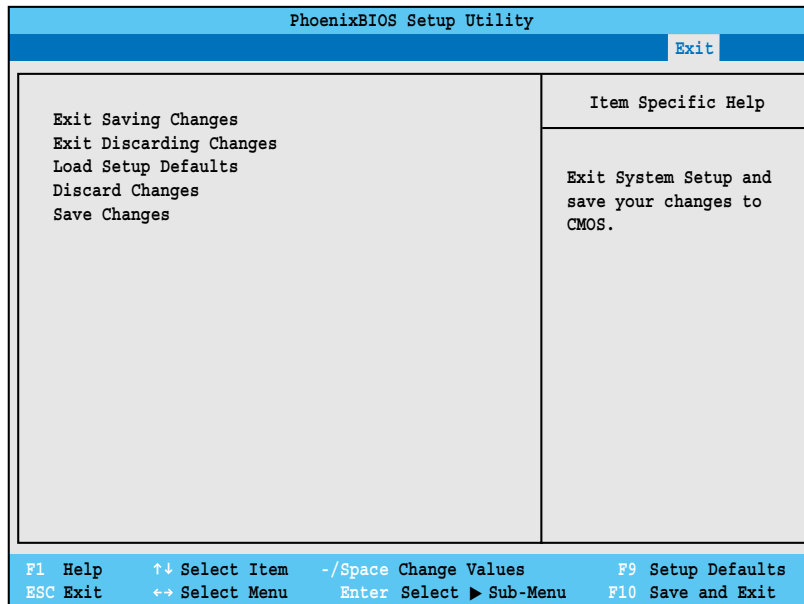 PhoenixBIOS Setup Utility
Exit
Exit Saving Changes
Exit Discarding Changes
Load Setup Defaults
Discard Changes
Save Changes
Item Specific Help
Exit System Setup and
save your changes to
CMOS.
F1 Help ↑↓ Select Item -/Space Change Values F9 Setup Defaults
ESC Exit ←→ Select Menu Enter Select ▶ Sub-Menu F10 Save and Exit